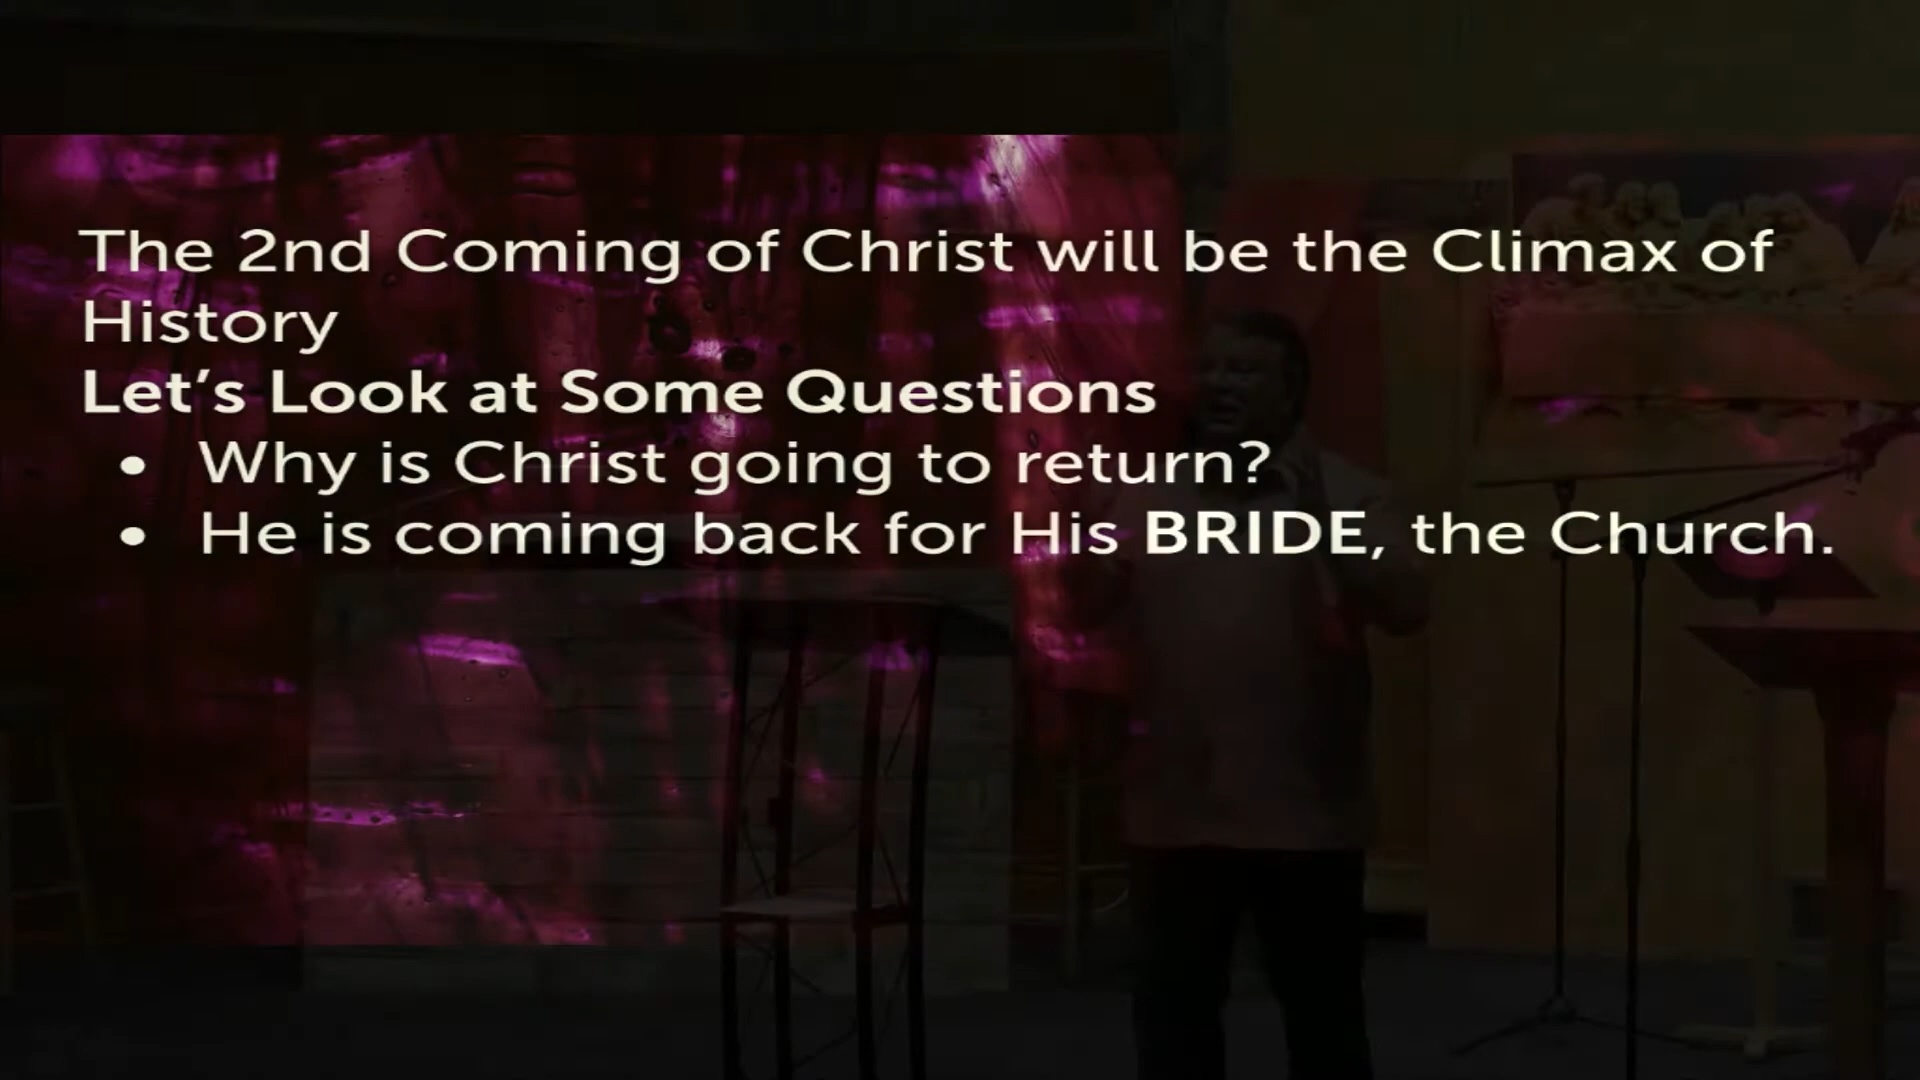 The 2nd Coming of Christ will be the Climax of
History
Let’s Look at Some Questions
• Why is Christ going to return?
• He is coming back for His BRIDE, the Church.